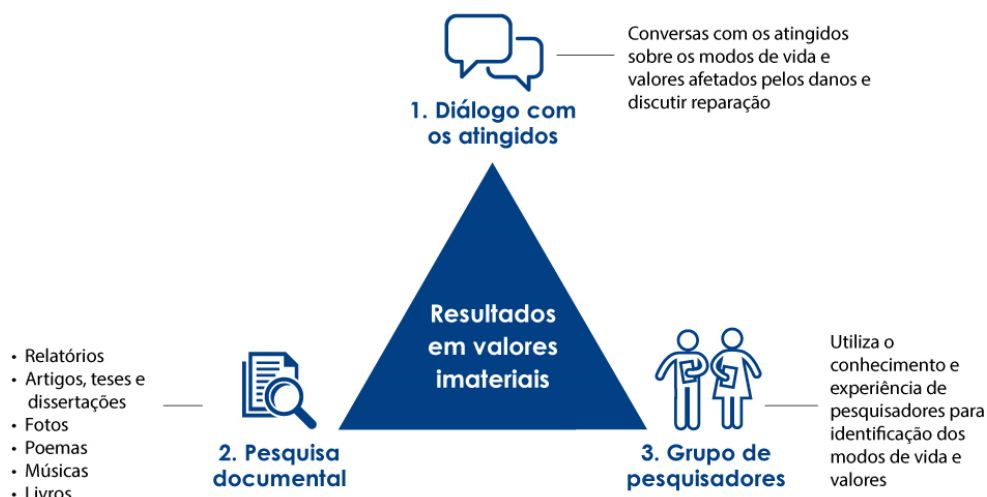 Conversas com os atingidos
sobre os modos de vida e
valores afetados pelos danos e
discutir reparação
1. Diálogo com
os atingidos
Resultados
em valores
imateriais
• Relatórios
• Artigos, teses e
dissertações
• Fotos
• Poemas
• Músicas
• Livros
2. Pesquisa
documental
3. Grupo de
pesquisadores
Utiliza o
conhecimento e
experiência de
pesquisadores para
identificação dos
modos de vida e
valores